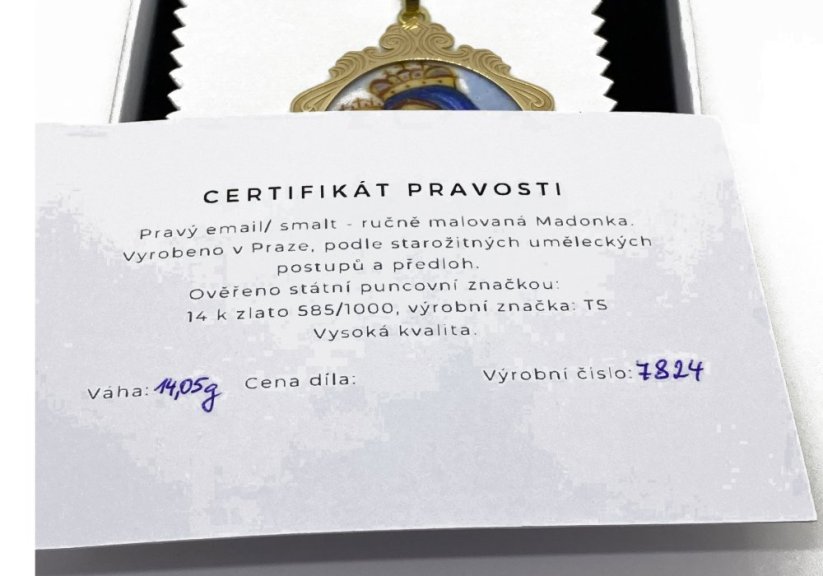 CERTIFIKÁT PRAVOSTI
Pravý email/ smalt - ručně malovaná Madonka.
Vyrobeno v Praze, podle starožitných uměleckých
postupů a předloh.
Ověřeno státní puncovní značkou:
14 k zlato 585/1000, výrobní značka: TS
Vysoká kvalita.
Váha: 14,05g Cena díla: Výrobní číslo: 7824